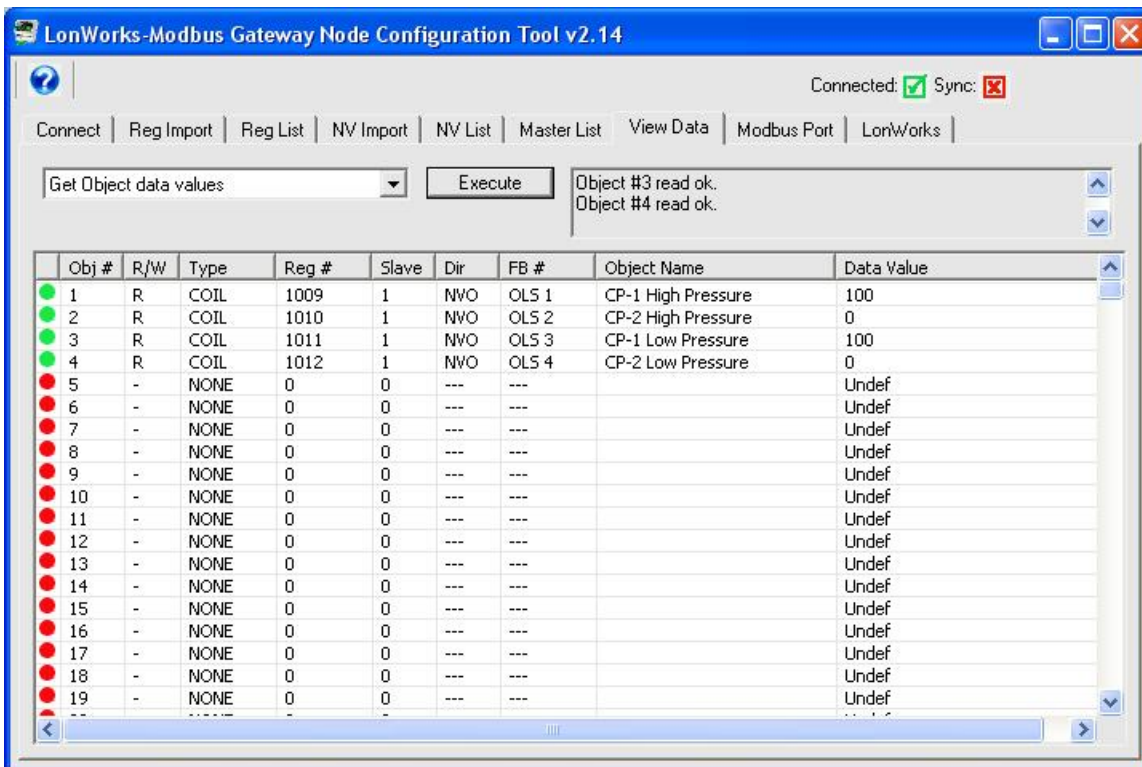 LonWorks-Modbus Gateway Node Configuration Tool v2.14
Connected: Sync:
Connect Reg Import Reg List NV Import NV List Master List View Data Modbus Port LonWorks
Get Object data values Execute Object #3 read ok.
Object #4 read ok.
Obj # R/W Type Reg # Slave Dir FB # Object Name Data Value
1 R COIL 1009 1 NVO OLS 1 CP-1 High Pressure 100
2 R COIL 1010 1 NVO OLS 2 CP-2 High Pressure 0
3 R COIL 1011 1 NVO OLS 3 CP-1 Low Pressure 100
4 R COIL 1012 1 NVO OLS 4 CP-2 Low Pressure 0
5 - NONE 0 0 --- --- Undef
6 - NONE 0 0 --- --- Undef
7 - NONE 0 0 --- --- Undef
8 - NONE 0 0 --- --- Undef
9 - NONE 0 0 --- --- Undef
10 - NONE 0 0 --- --- Undef
11 - NONE 0 0 --- --- Undef
12 - NONE 0 0 --- --- Undef
13 - NONE 0 0 --- --- Undef
14 - NONE 0 0 --- --- Undef
15 - NONE 0 0 --- --- Undef
16 - NONE 0 0 --- --- Undef
17 - NONE 0 0 --- --- Undef
18 - NONE 0 0 --- --- Undef
19 - NONE 0 0 --- --- Undef